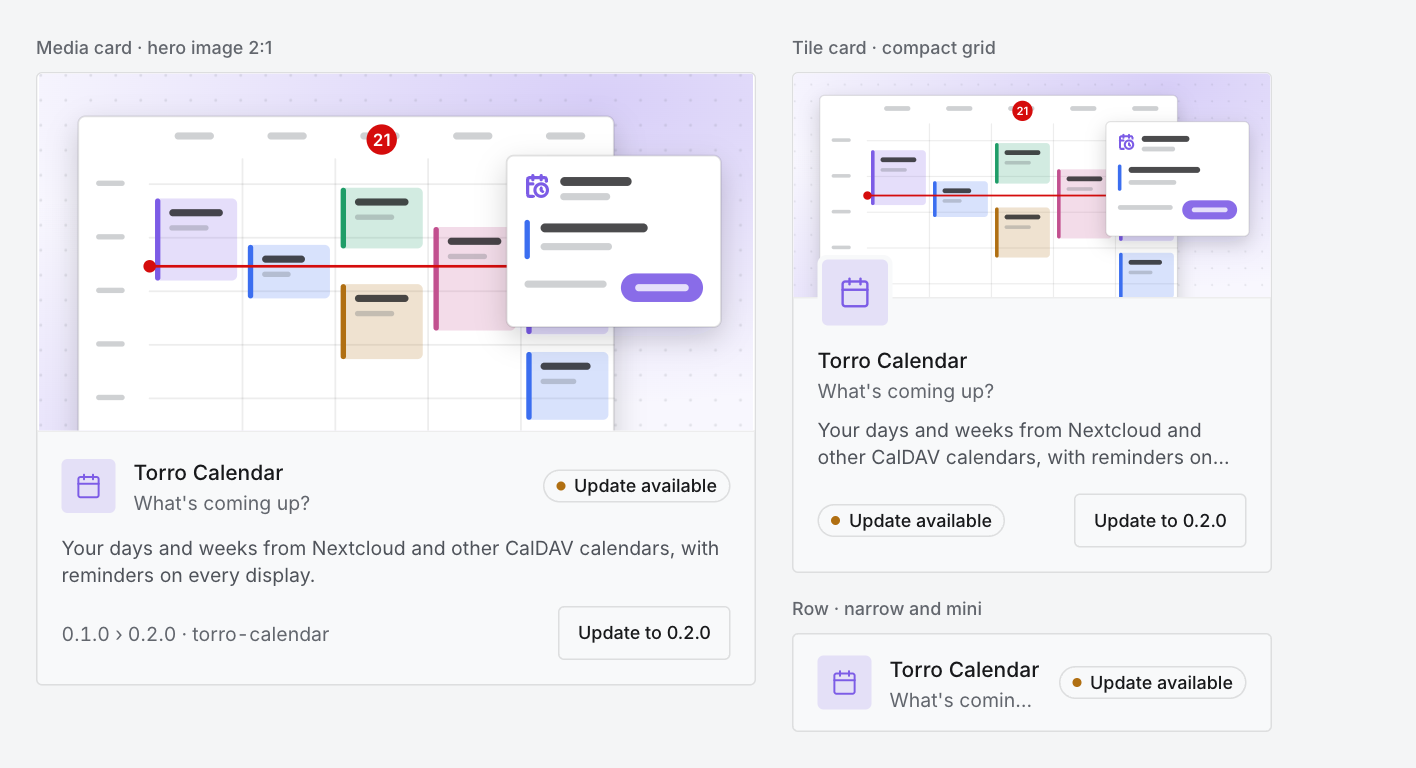 Media card · hero image 2:1
21
Torro Calendar
What's coming up?
Update available
Your days and weeks from Nextcloud and other CalDAV calendars, with
reminders on every display.
0.1.0 › 0.2.0 · torro-calendar
Update to 0.2.0
Tile card · compact grid
21
Torro Calendar
What's coming up?
Your days and weeks from Nextcloud and
other CalDAV calendars, with reminders on...
Update available
Update to 0.2.0
Row · narrow and mini
Torro Calendar
What's comin...
Update available